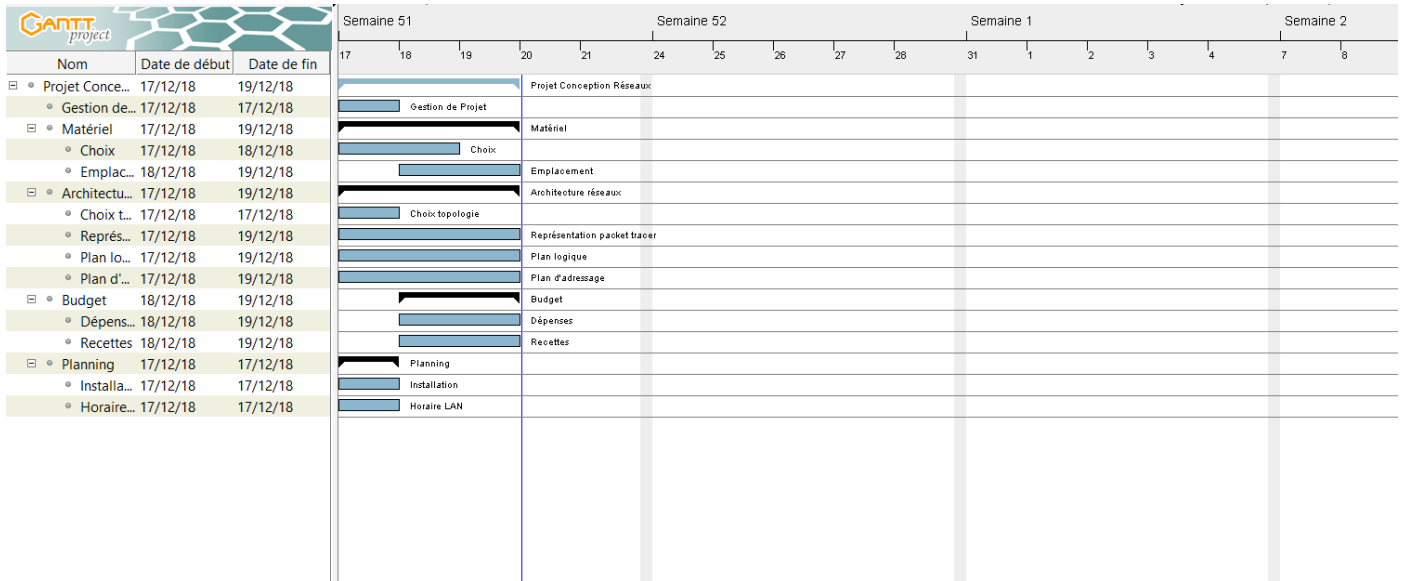 GANTT project
Semaine 51 Semaine 52 Semaine 1 Semaine 2
17 18 19 20 21 24 25 26 27 28 31 1 2 3 4 7 8
Nom Date de début Date de fin
Projet Conce... 17/12/18 19/12/18 Projet Conception Réseaux
Gestion de... 17/12/18 17/12/18 Gestion de Projet
Matériel 17/12/18 19/12/18 Matériel
Choix 17/12/18 18/12/18 Choix
Emplac... 18/12/18 19/12/18 Emplacement
Architectu... 17/12/18 19/12/18 Architecture réseaux
Choix t... 17/12/18 17/12/18 Choix topologie
Représ... 17/12/18 19/12/18 Représentation packet tracer
Plan lo... 17/12/18 19/12/18 Plan logique
Plan d'... 17/12/18 19/12/18 Plan d'adressage
Budget 18/12/18 19/12/18 Budget
Dépens... 18/12/18 19/12/18 Dépenses
Recettes 18/12/18 19/12/18 Recettes
Planning 17/12/18 17/12/18 Planning
Installa... 17/12/18 17/12/18 Installation
Horaire... 17/12/18 17/12/18 Horaire LAN